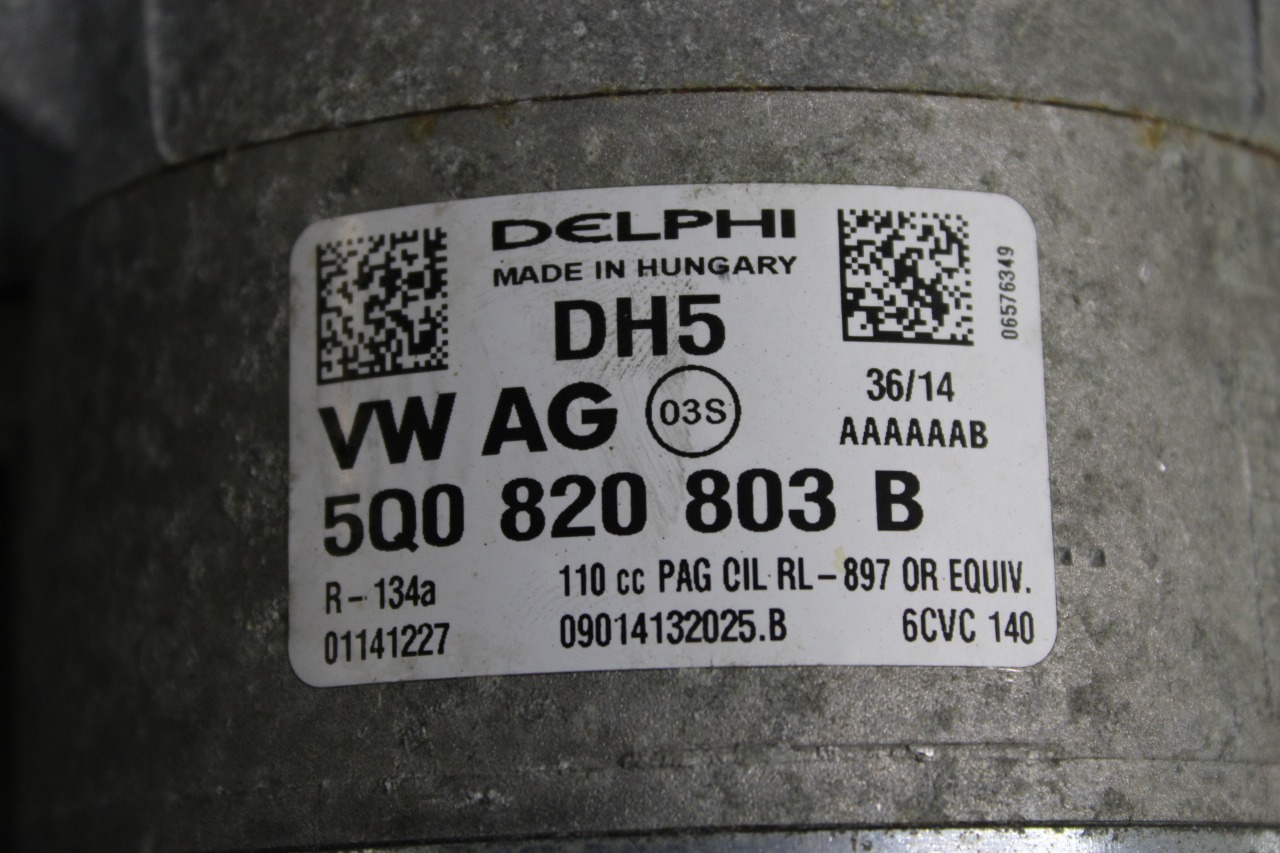 DELPHI
MADE IN HUNGARY
DH5
06576349
VW AG 03S
36/14
AAAAAAB
5Q0 820 803 B
R-134a 110 cc PAG CIL RL-897 OR EQUIV.
01141227 09014132025.B 6CVC 140